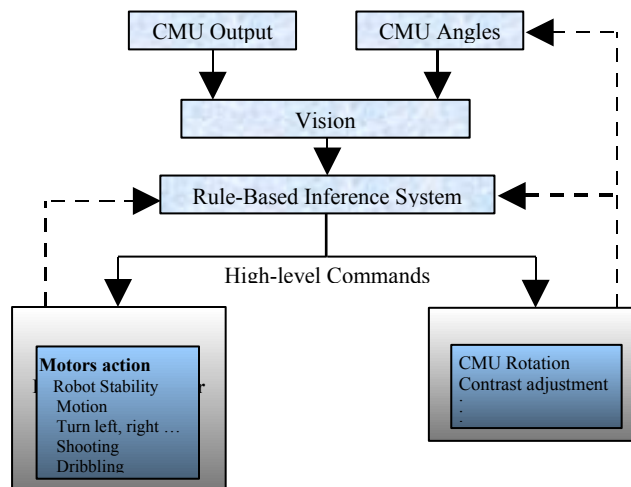 CMU Output
CMU Angles
Vision
Rule-Based Inference System
High-level Commands
Motors action
Robot Stability
Motion
Turn left, right …
Shooting
Dribbling
CMU Rotation
Contrast adjustment
.
.
.